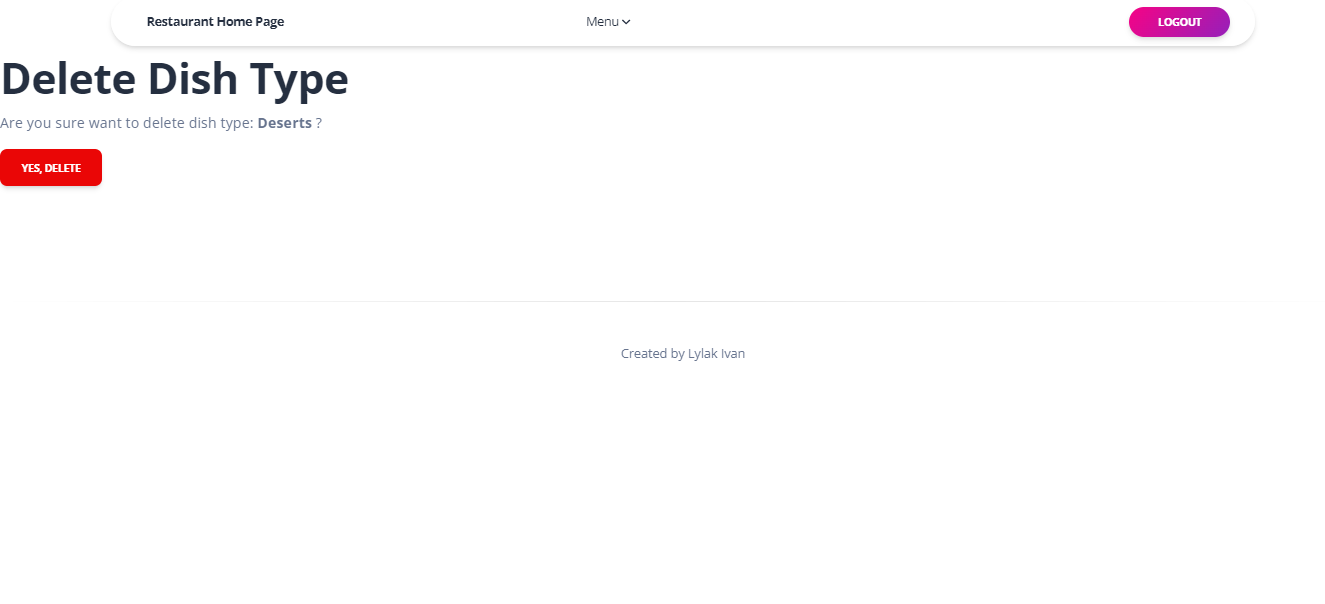 Restaurant Home Page
Menu
LOGOUT
Delete Dish Type
Are you sure want to delete dish type: Deserts ?
YES, DELETE
Created by Lylak Ivan